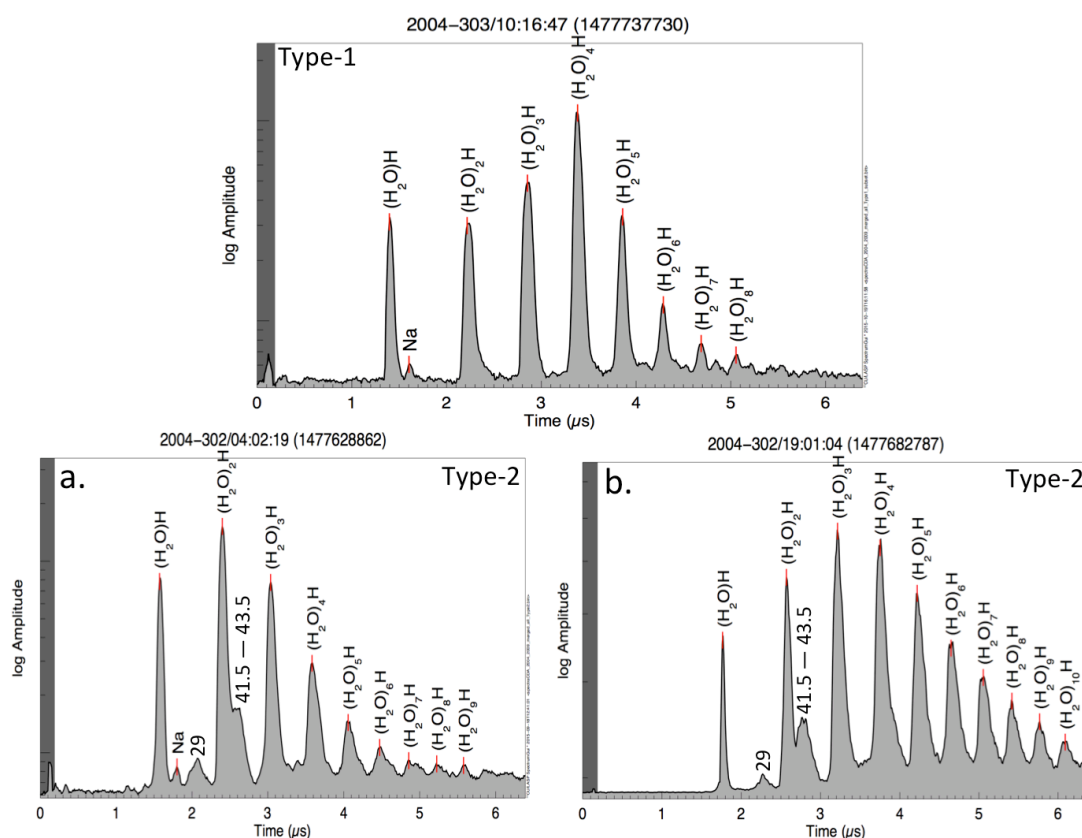 2004−303/10:16:47 (1477737730)
Type-1
log Amplitude
(H2O)H
Na
(H2O)2H
(H2O)3H
(H2O)4H
(H2O)5H
(H2O)6H
(H2O)7H
(H2O)8H
0 1 2 3 4 5 6
Time (µs)
2004−302/04:02:19 (1477628862)
a.
Type-2
log Amplitude
(H2O)H
Na
29
(H2O)2H
41.5 — 43.5
(H2O)3H
(H2O)4H
(H2O)5H
(H2O)6H
(H2O)7H
(H2O)8H
(H2O)9H
0 1 2 3 4 5 6
Time (µs)
2004−302/19:01:04 (1477682787)
b.
Type-2
log Amplitude
(H2O)H
29
(H2O)2H
41.5 — 43.5
(H2O)3H
(H2O)4H
(H2O)5H
(H2O)6H
(H2O)7H
(H2O)8H
(H2O)9H
(H2O)10H
0 1 2 3 4 5 6
Time (µs)